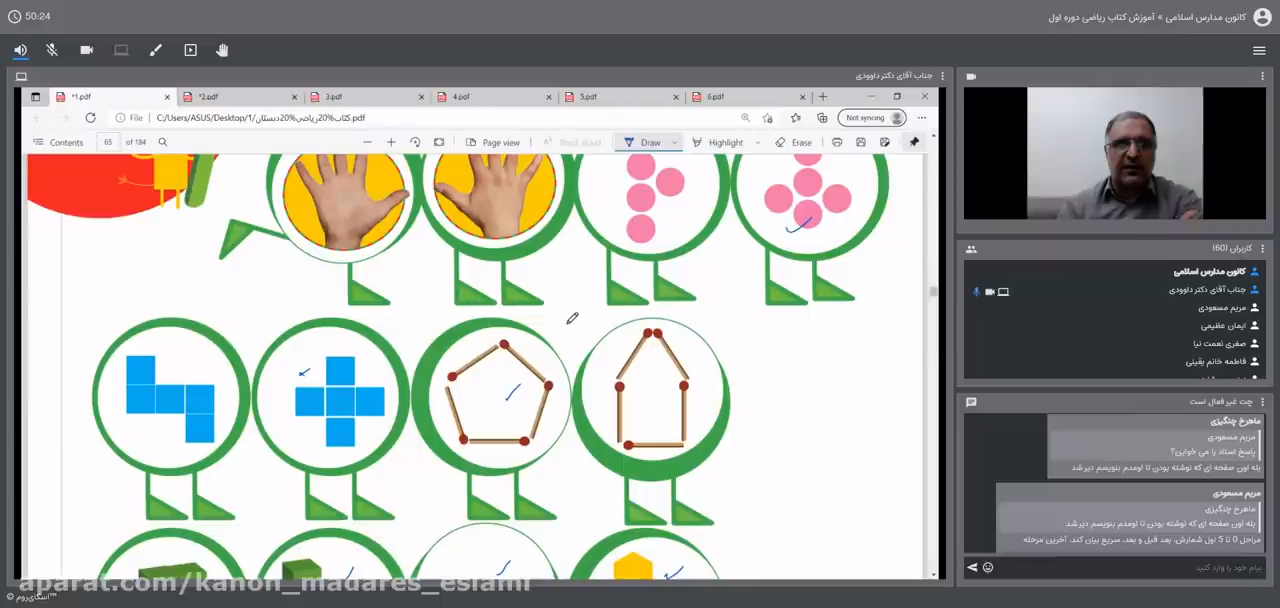 50:24
کانون مدارس اسلامی » آموزش کتاب ریاضی دوره اول
جناب آقای دکتر داوودی
*1.pdf
*2.pdf
3.pdf
4.pdf
5.pdf
6.pdf
File
C:/Users/ASUS/Desktop/1/کتاب%20ریاضی%20دبستان.pdf
Not syncing
Contents
65
of 184
Page view
Read aloud
Draw
Highlight
Erase
کاربران (60)
کانون مدارس اسلامی
جناب آقای دکتر داوودی
مریم مسعودی
ایمان عظیمی
صغری نعمت نیا
فاطمه خانم یقینی
چت غیر فعال است
ماهرخ چنگیزی
مریم مسعودی
پاسخ استاد را می خواین؟
بله اون صفحه ای که نوشته بودن تا اومدم بنویسم دیر شد
مریم مسعودی
ماهرخ چنگیزی
بله اون صفحه ای که نوشته بودن تا اومدم بنویسم دیر شد
مراحل 0 تا 5 اول شمارش، بعد قبل و بعد، سریع بیان کند، آخرین مرحله
پیام خود را وارد کنید
aparat.com/kanon_madares_eslami
© اسکای‌روم™